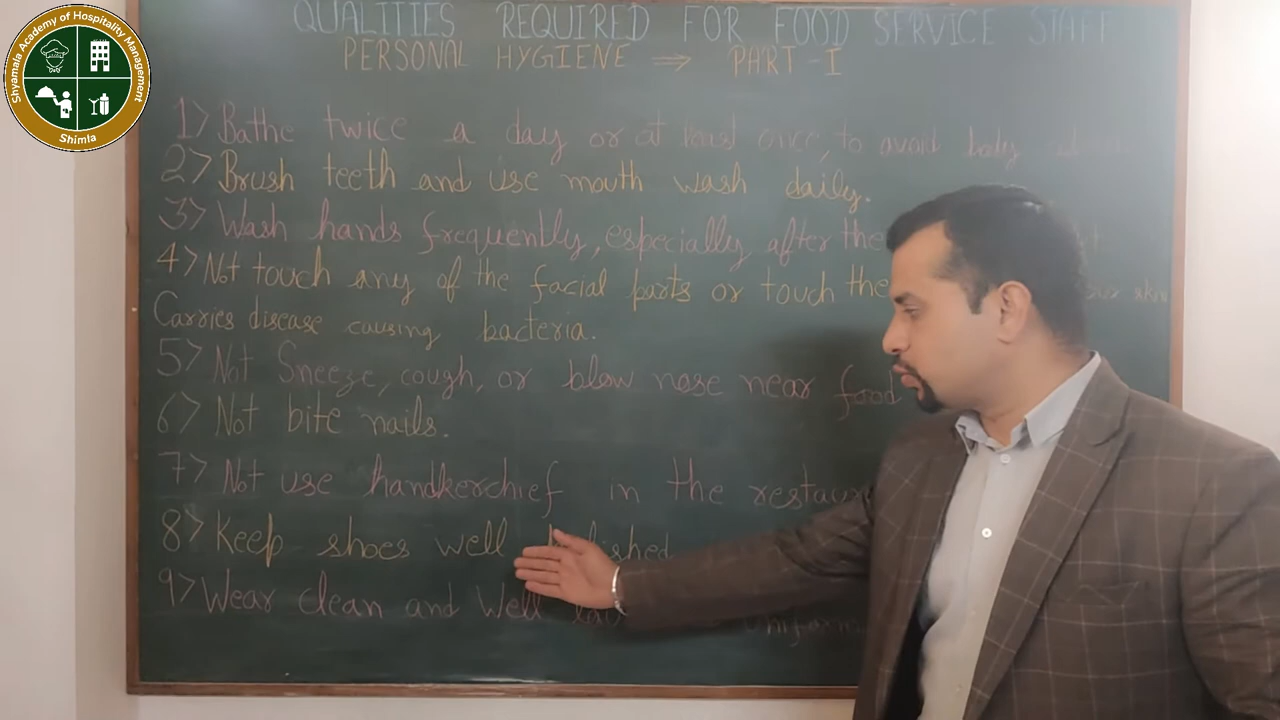 Shyamala Academy of Hospitality Management
Shimla
QUALITIES REQUIRED FOR FOOD SERVICE STAFF
PERSONAL HYGIENE ⇒ PART-I
1> Bathe twice a day or at least once, to avoid body
2> Brush teeth and use mouth wash daily.
3> Wash hands frequently, especially after the
4> Not touch any of the facial parts or touch the skin
Carries disease causing bacteria.
5> Not Sneeze, cough, or blow nose near food
6> Not bite nails.
7> Not use handkerchief in the
8> Keep shoes well
9> Wear clean and Well